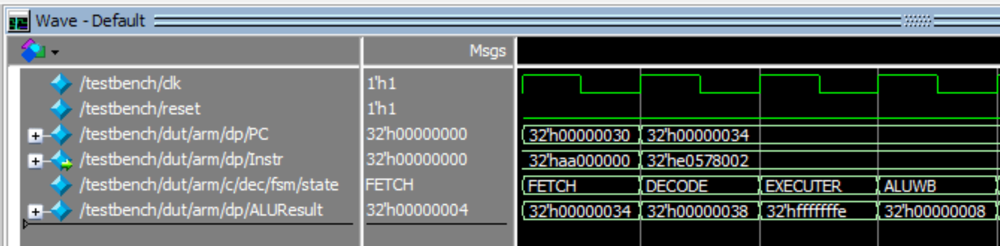 Wave - Default
Msgs
/testbench/clk 1'h1
/testbench/reset 1'h1
/testbench/dut/arm/dp/PC 32'h00000000 32'h00000030 32'h00000034
/testbench/dut/arm/dp/Instr 32'h00000000 32'haa000000 32'he0578002
/testbench/dut/arm/c/dec/fsm/state FETCH FETCH DECODE EXECUTER ALUWB
/testbench/dut/arm/dp/ALUResult 32'h00000004 32'h00000034 32'h00000038 32'hfffffffe 32'h00000008